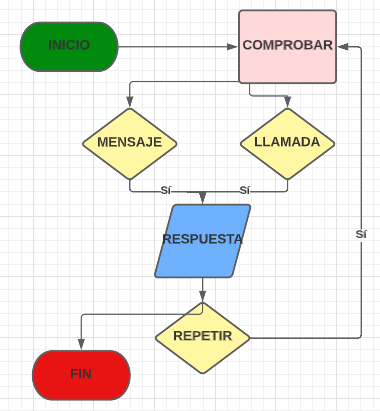 INICIO
COMPROBAR
MENSAJE
LLAMADA
Sí
Sí
RESPUESTA
Sí
REPETIR
FIN